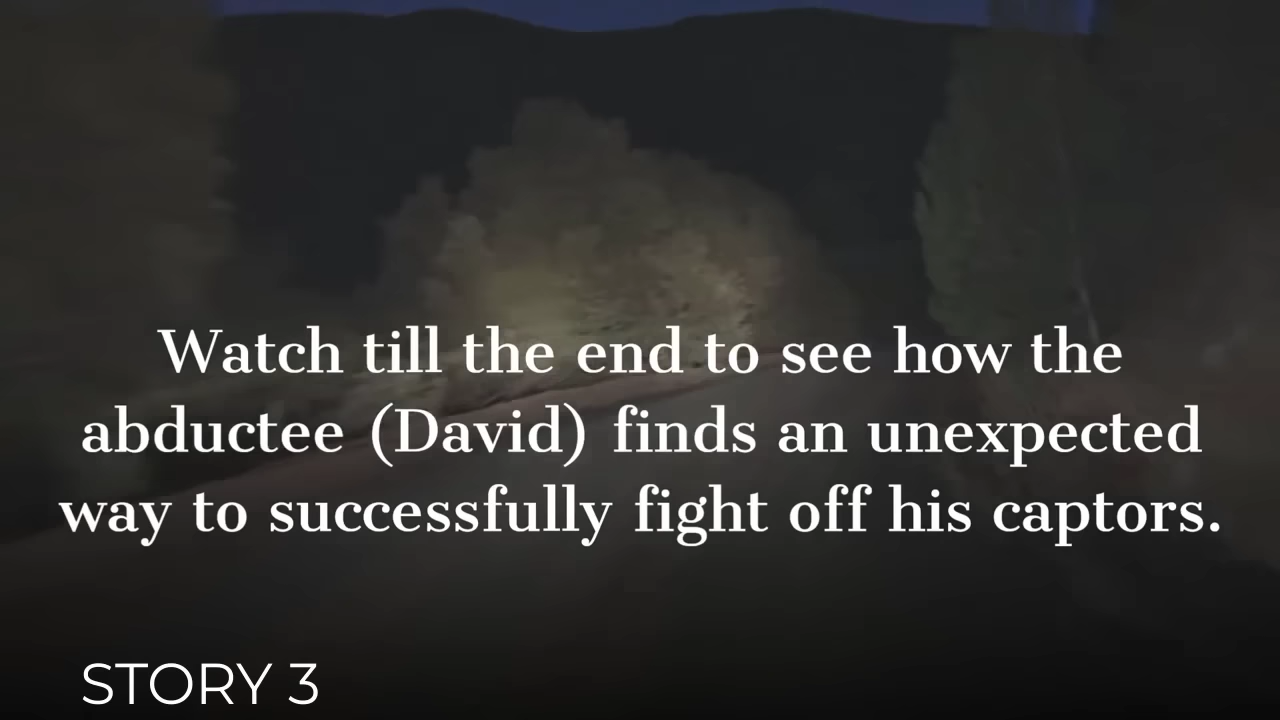 Watch till the end to see how the
abductee (David) finds an unexpected
way to successfully fight off his captors.
STORY 3